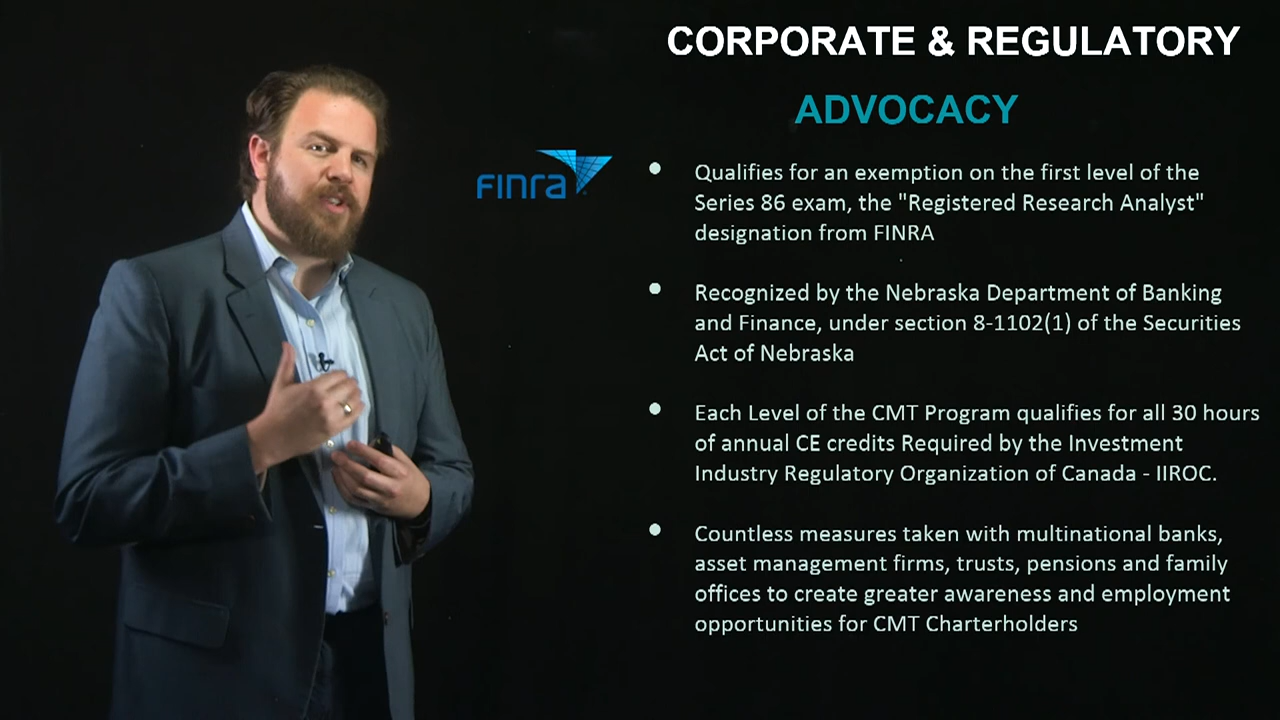 CORPORATE & REGULATORY
ADVOCACY
FINra
• Qualifies for an exemption on the first level of the
Series 86 exam, the "Registered Research Analyst"
designation from FINRA
• Recognized by the Nebraska Department of Banking
and Finance, under section 8-1102(1) of the Securities
Act of Nebraska
• Each Level of the CMT Program qualifies for all 30 hours
of annual CE credits Required by the Investment
Industry Regulatory Organization of Canada - IIROC.
• Countless measures taken with multinational banks,
asset management firms, trusts, pensions and family
offices to create greater awareness and employment
opportunities for CMT Charterholders